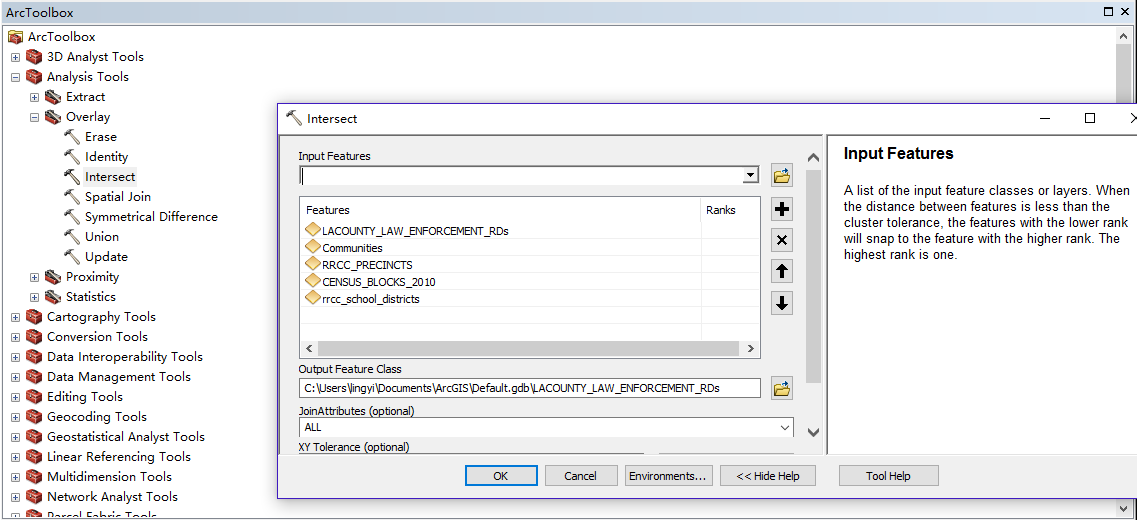 ArcToolbox
ArcToolbox
3D Analyst Tools
Analysis Tools
Extract
Overlay
Erase
Identity
Intersect
Spatial Join
Symmetrical Difference
Union
Update
Proximity
Statistics
Cartography Tools
Conversion Tools
Data Interoperability Tools
Data Management Tools
Editing Tools
Geocoding Tools
Geostatistical Analyst Tools
Linear Referencing Tools
Multidimension Tools
Network Analyst Tools
Parcel Fabric Tools
Intersect
Input Features
Features Ranks
LACOUNTY_LAW_ENFORCEMENT_RDs
Communities
RRCC_PRECINCTS
CENSUS_BLOCKS_2010
rrcc_school_districts
Output Feature Class
C:\Users\lingyi\Documents\ArcGIS\Default.gdb\LACOUNTY_LAW_ENFORCEMENT_RDs
JoinAttributes (optional)
ALL
XY Tolerance (optional)
OK Cancel Environments... << Hide Help Tool Help
Input Features
A list of the input feature classes or layers. When
the distance between features is less than the
cluster tolerance, the features with the lower rank
will snap to the feature with the higher rank. The
highest rank is one.